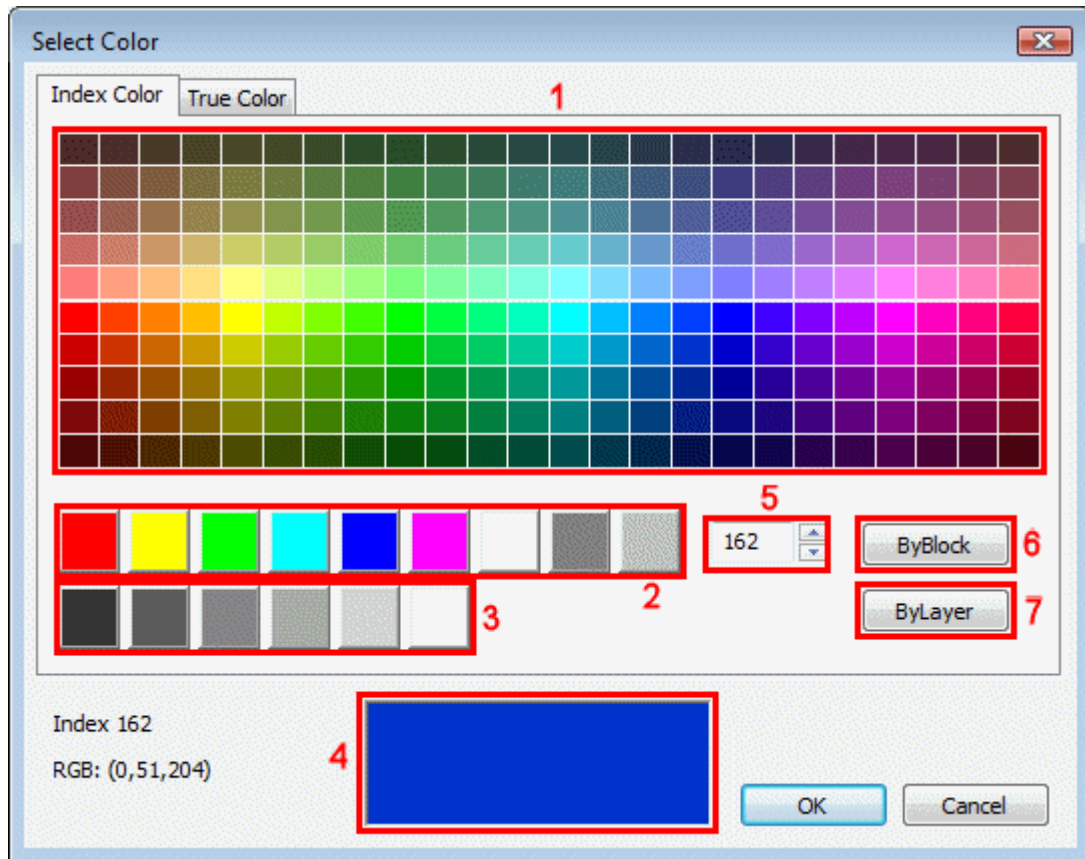 Select Color
Index Color
True Color
1
5
162
ByBlock
6
2
3
ByLayer
7
Index 162
RGB: (0,51,204)
4
OK
Cancel